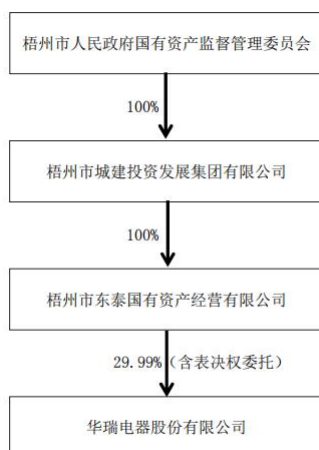 梧州市人民政府国有资产监督管理委员会
100%
梧州市城建投资发展集团有限公司
100%
梧州市东泰国有资产经营有限公司
29.99%（含表决权委托）
华瑞电器股份有限公司